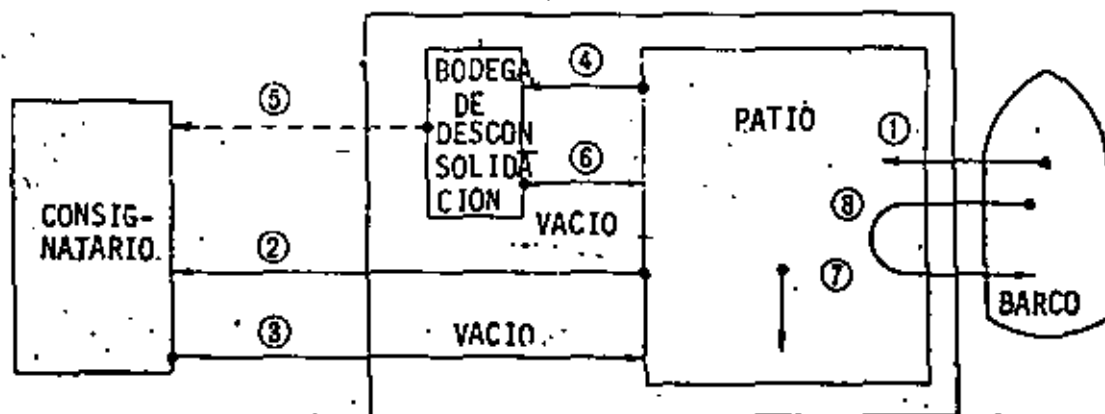 BODEGA
DE
DESCON
SOLIDA
CION
④
⑤
PATIO
①
⑥
VACIO
⑧
CONSIG-
NATARIO
②
⑦
BARCO
③
VACIO